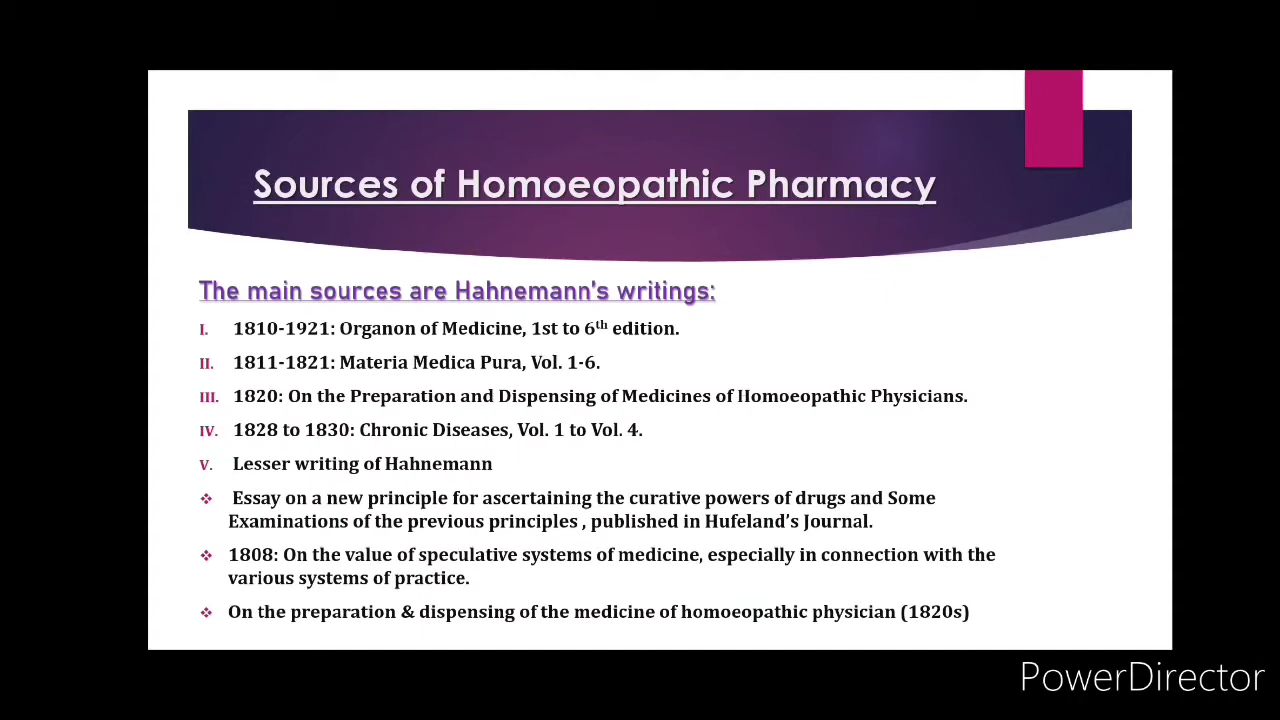 Sources of Homoeopathic Pharmacy
The main sources are Hahnemann's writings:
I. 1810-1921: Organon of Medicine, 1st to 6th edition.
II. 1811-1821: Materia Medica Pura, Vol. 1-6.
III. 1820: On the Preparation and Dispensing of Medicines of Homoeopathic Physicians.
IV. 1828 to 1830: Chronic Diseases, Vol. 1 to Vol. 4.
V. Lesser writing of Hahnemann
❖ Essay on a new principle for ascertaining the curative powers of drugs and Some
Examinations of the previous principles , published in Hufeland's Journal.
❖ 1808: On the value of speculative systems of medicine, especially in connection with the
various systems of practice.
❖ On the preparation & dispensing of the medicine of homoeopathic physician (1820s)
PowerDirector